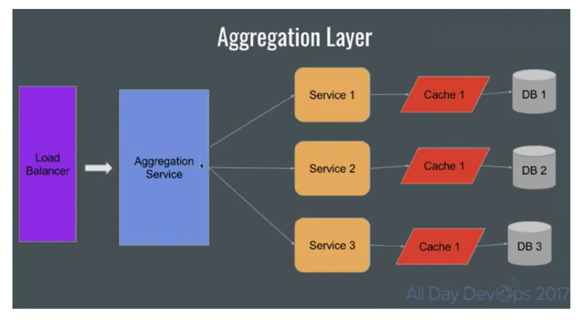 Aggregation Layer
Load
Balancer
Aggregation
Service
Service 1
Cache 1
DB 1
Service 2
Cache 1
DB 2
Service 3
Cache 1
DB 3
All Day DevOps 2017